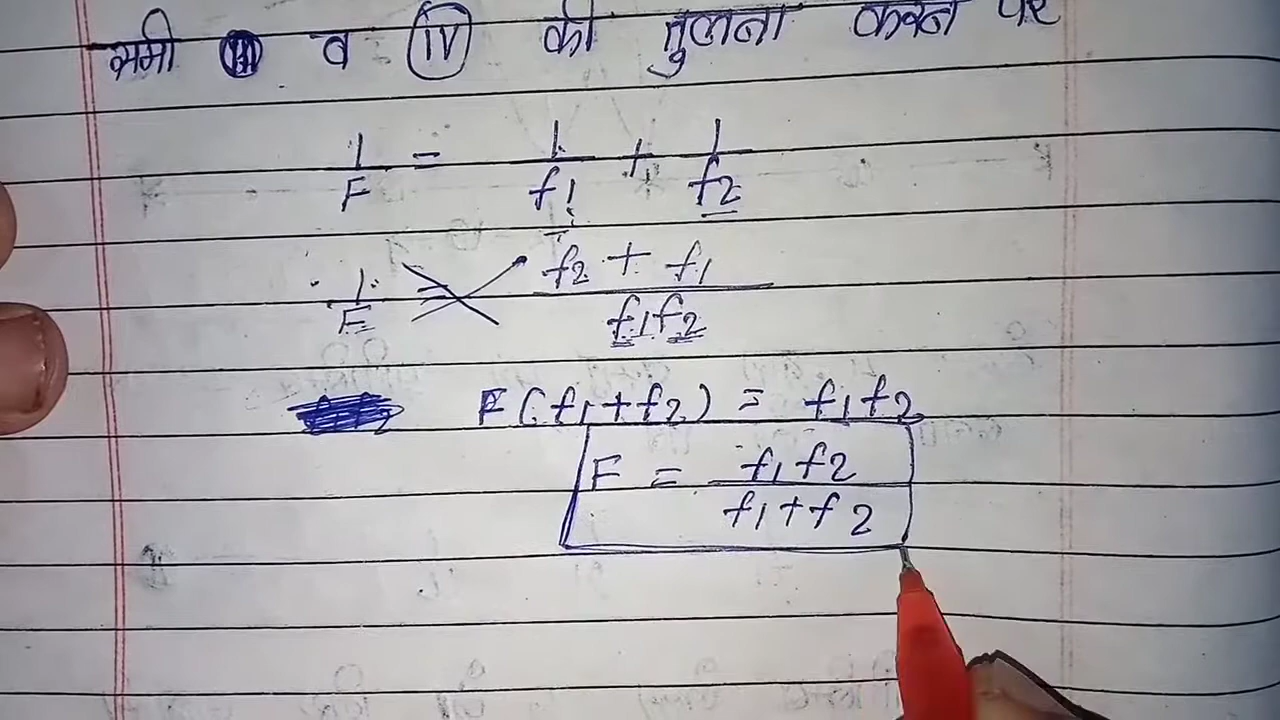 समी (III) व (IV) की तुलना करने पर
1/F = 1/f1 + 1/f2
1/F = (f2 + f1)/(f1f2)
F(f1+f2) = f1f2
F = (f1f2)/(f1+f2)